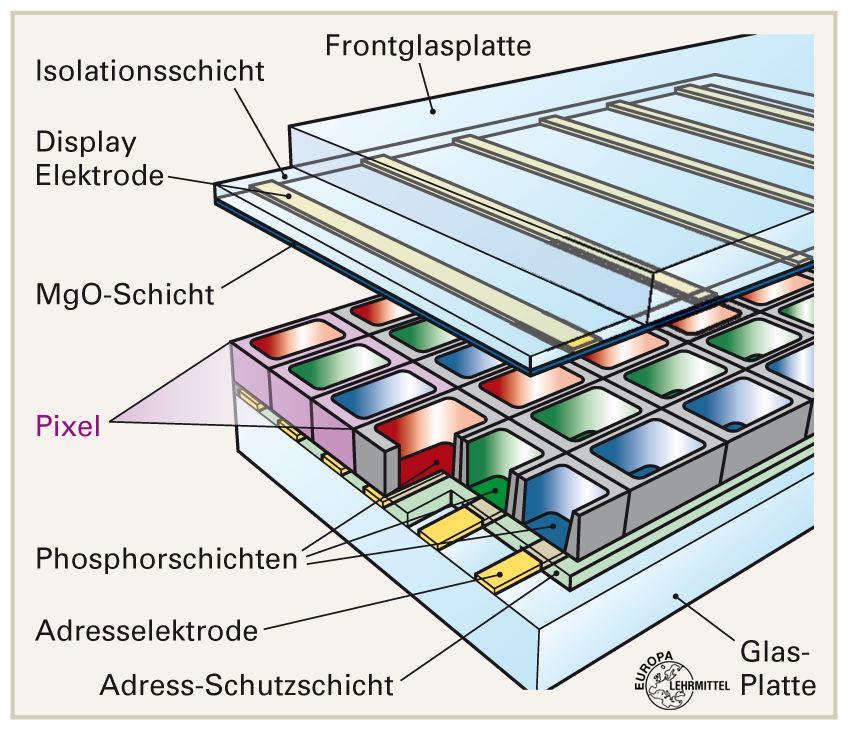 Frontglasplatte
Isolationsschicht
Display
Elektrode
MgO-Schicht
Pixel
Phosphorschichten
Adresselektrode
Adress-Schutzschicht
Glas-
Platte
EUROPA
LEHRMITTEL